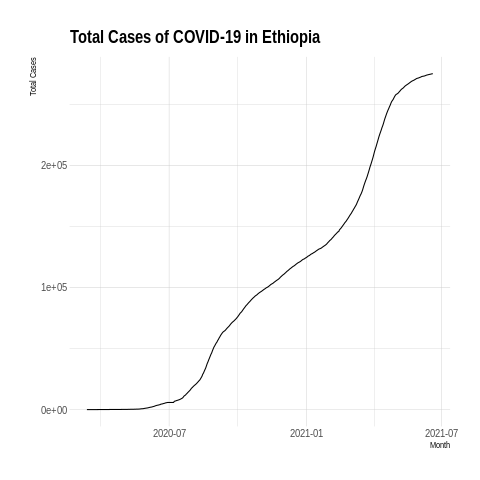 Total Cases of COVID-19 in Ethiopia
Total Cases
2e+05
1e+05
0e+00
2020-07
2021-01
2021-07
Month